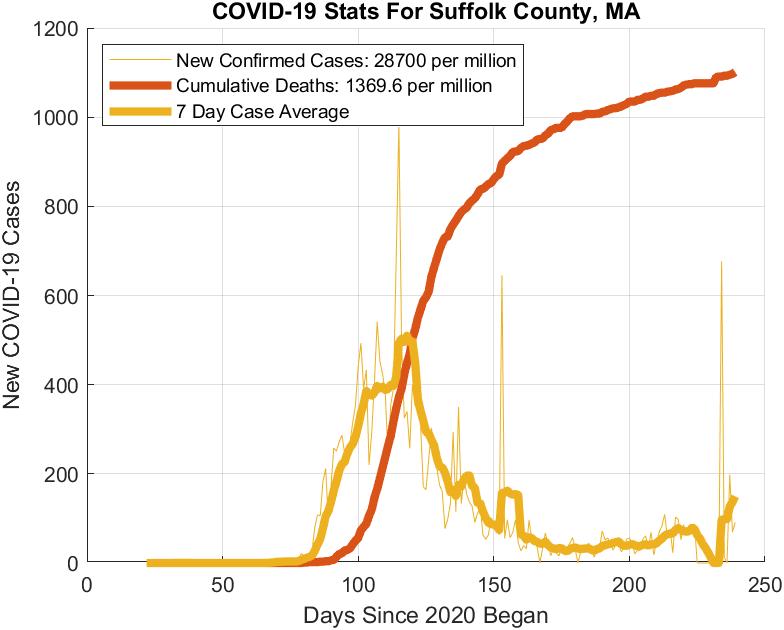 COVID-19 Stats For Suffolk County, MA
New Confirmed Cases: 28700 per million
Cumulative Deaths: 1369.6 per million
7 Day Case Average
1200
1000
800
600
400
200
0
New COVID-19 Cases
0 50 100 150 200 250
Days Since 2020 Began